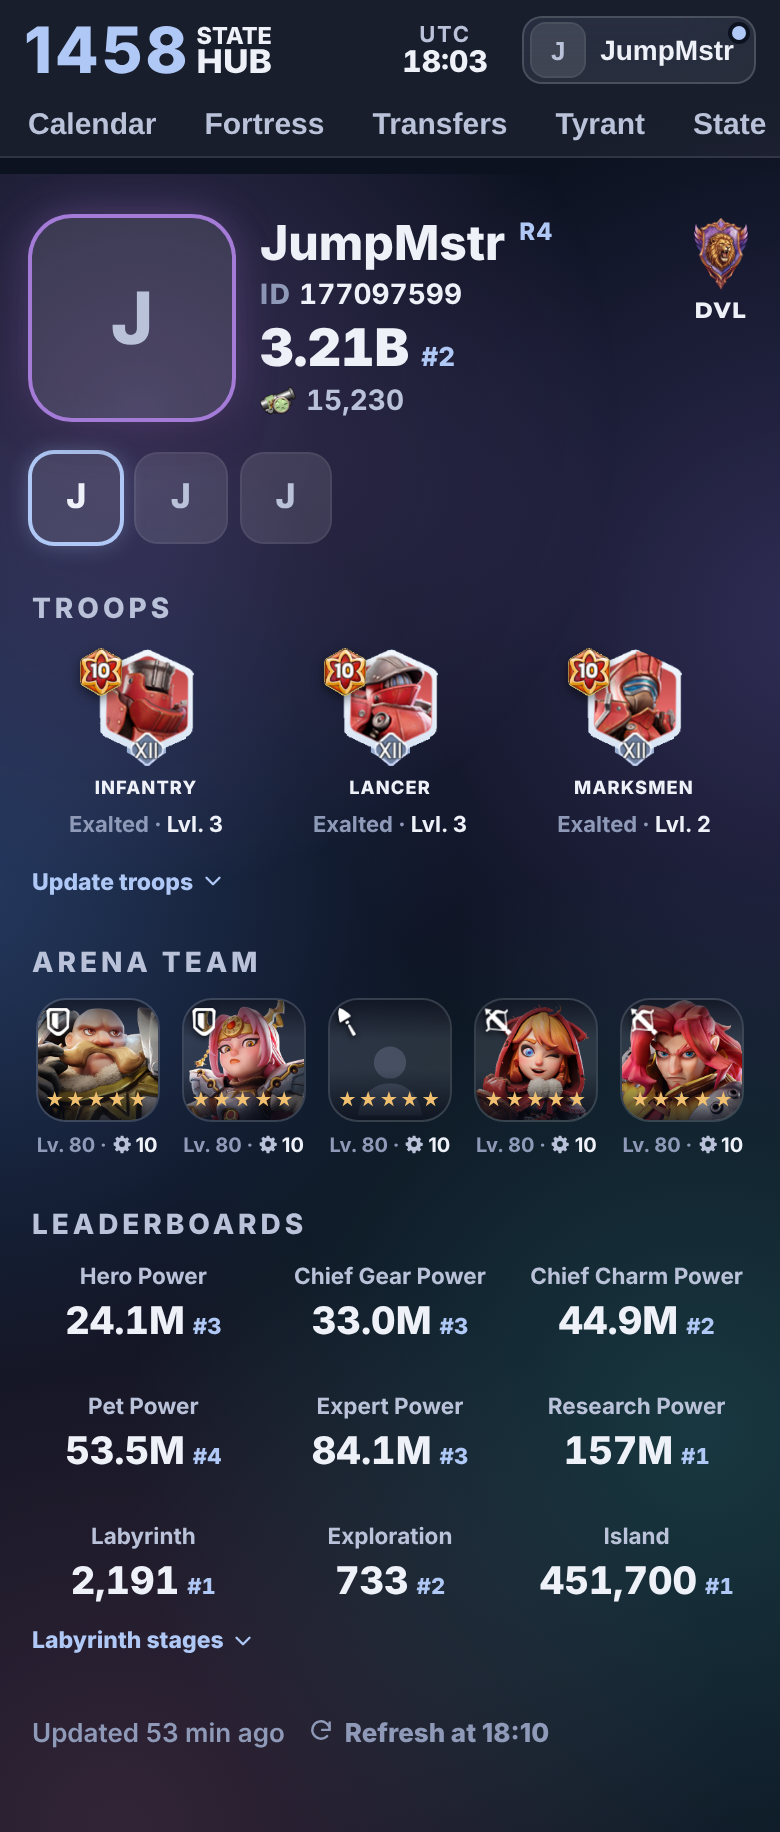 1458 STATE HUB
UTC
18:03
J JumpMstr
Calendar Fortress Transfers Tyrant State
J
JumpMstr R4
ID 177097599
3.21B #2
15,230
DVL
J J J
TROOPS
10 10 10
XII XII XII
INFANTRY LANCER MARKSMEN
Exalted · Lvl. 3 Exalted · Lvl. 3 Exalted · Lvl. 2
Update troops
ARENA TEAM
Lv. 80 · 10 Lv. 80 · 10 Lv. 80 · 10 Lv. 80 · 10 Lv. 80 · 10
LEADERBOARDS
Hero Power Chief Gear Power Chief Charm Power
24.1M #3 33.0M #3 44.9M #2
Pet Power Expert Power Research Power
53.5M #4 84.1M #3 157M #1
Labyrinth Exploration Island
2,191 #1 733 #2 451,700 #1
Labyrinth stages
Updated 53 min ago Refresh at 18:10